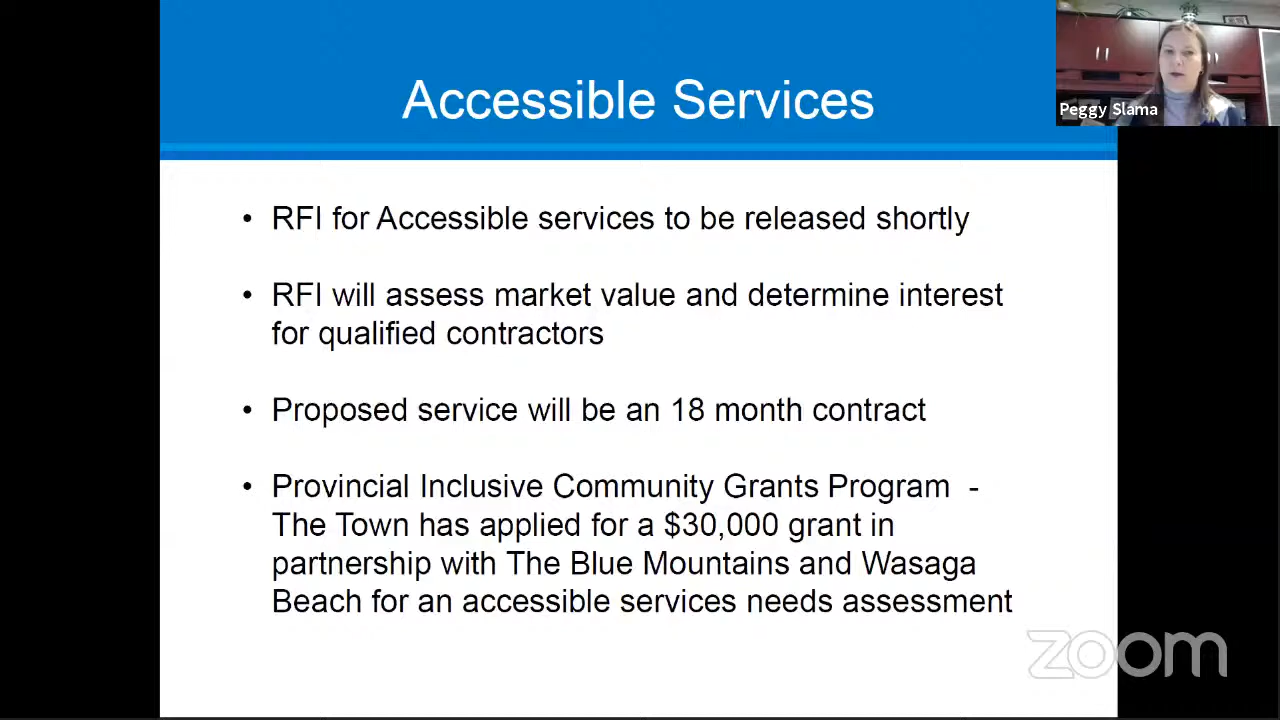 Accessible Services
Peggy Slama
• RFI for Accessible services to be released shortly
• RFI will assess market value and determine interest
for qualified contractors
• Proposed service will be an 18 month contract
• Provincial Inclusive Community Grants Program -
The Town has applied for a $30,000 grant in
partnership with The Blue Mountains and Wasaga
Beach for an accessible services needs assessment
zoom